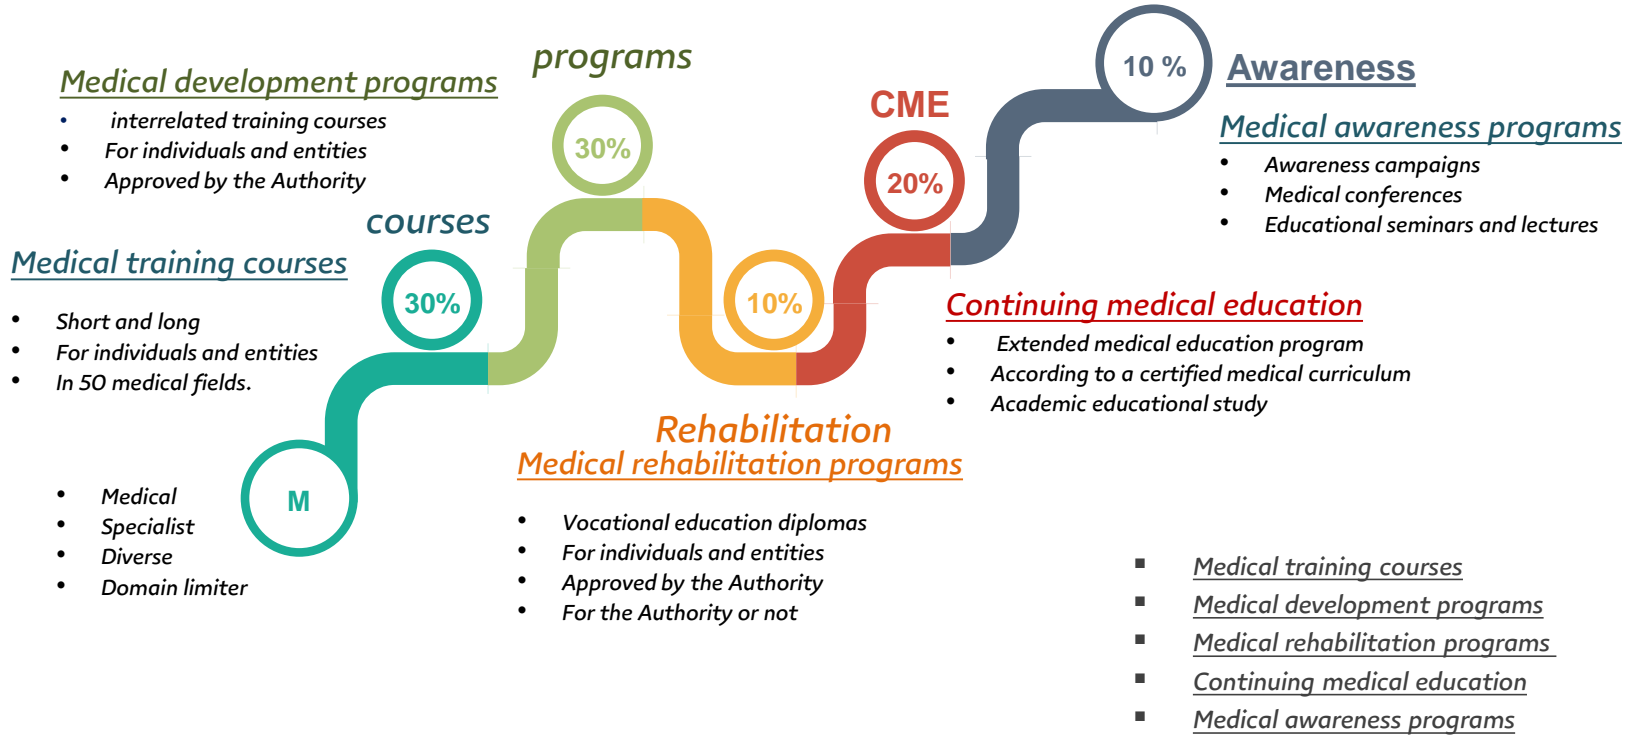 programs
Medical development programs
• interrelated training courses
• For individuals and entities
• Approved by the Authority
30%
courses
Medical training courses
• Short and long
• For individuals and entities
• In 50 medical fields.
30%
M
• Medical
• Specialist
• Diverse
• Domain limiter
10%
Rehabilitation
Medical rehabilitation programs
• Vocational education diplomas
• For individuals and entities
• Approved by the Authority
• For the Authority or not
CME
20%
Continuing medical education
• Extended medical education program
• According to a certified medical curriculum
• Academic educational study
10 %
Awareness
Medical awareness programs
• Awareness campaigns
• Medical conferences
• Educational seminars and lectures
▪ Medical training courses
▪ Medical development programs
▪ Medical rehabilitation programs
▪ Continuing medical education
▪ Medical awareness programs